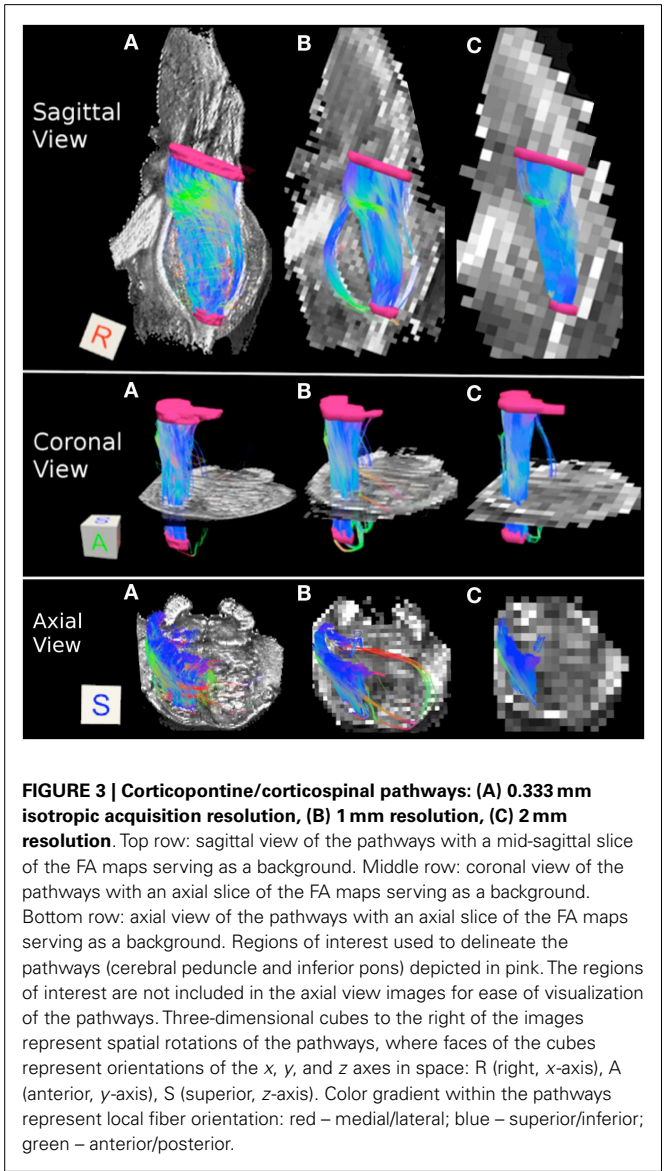 A B C
Sagittal
View
R
A B C
Coronal
View
S
A
A B C
Axial
View
S
FIGURE 3 | Corticopontine/corticospinal pathways: (A) 0.333 mm
isotropic acquisition resolution, (B) 1 mm resolution, (C) 2 mm
resolution. Top row: sagittal view of the pathways with a mid-sagittal slice
of the FA maps serving as a background. Middle row: coronal view of the
pathways with an axial slice of the FA maps serving as a background.
Bottom row: axial view of the pathways with an axial slice of the FA maps
serving as a background. Regions of interest used to delineate the
pathways (cerebral peduncle and inferior pons) depicted in pink. The regions
of interest are not included in the axial view images for ease of visualization
of the pathways. Three-dimensional cubes to the right of the images
represent spatial rotations of the pathways, where faces of the cubes
represent orientations of the x, y, and z axes in space: R (right, x-axis), A
(anterior, y-axis), S (superior, z-axis). Color gradient within the pathways
represent local fiber orientation: red – medial/lateral; blue – superior/inferior;
green – anterior/posterior.